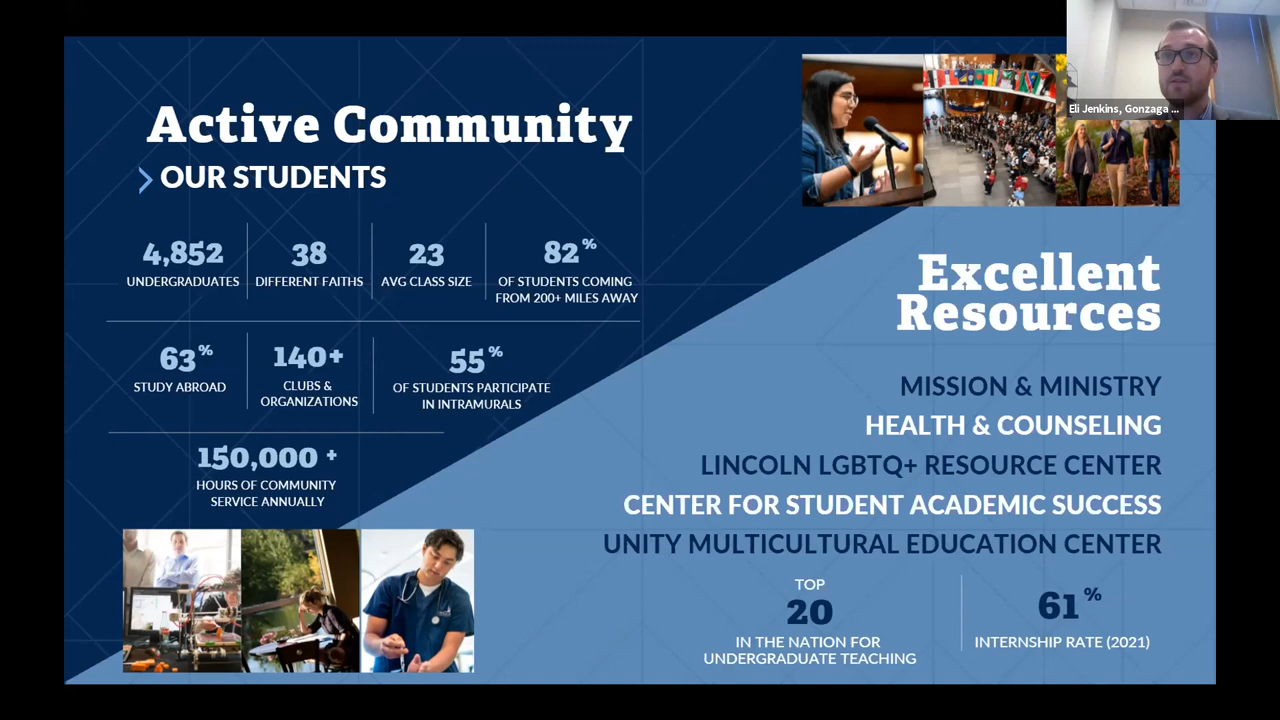 Active Community
OUR STUDENTS
4,852
UNDERGRADUATES
38
DIFFERENT FAITHS
23
AVG CLASS SIZE
82%
OF STUDENTS COMING
FROM 200+ MILES AWAY
63%
STUDY ABROAD
140+
CLUBS &
ORGANIZATIONS
55%
OF STUDENTS PARTICIPATE
IN INTRAMURALS
150,000 +
HOURS OF COMMUNITY
SERVICE ANNUALLY
Eli Jenkins, Gonzaga ...
Excellent
Resources
MISSION & MINISTRY
HEALTH & COUNSELING
LINCOLN LGBTQ+ RESOURCE CENTER
CENTER FOR STUDENT ACADEMIC SUCCESS
UNITY MULTICULTURAL EDUCATION CENTER
TOP
20
IN THE NATION FOR
UNDERGRADUATE TEACHING
61%
INTERNSHIP RATE (2021)